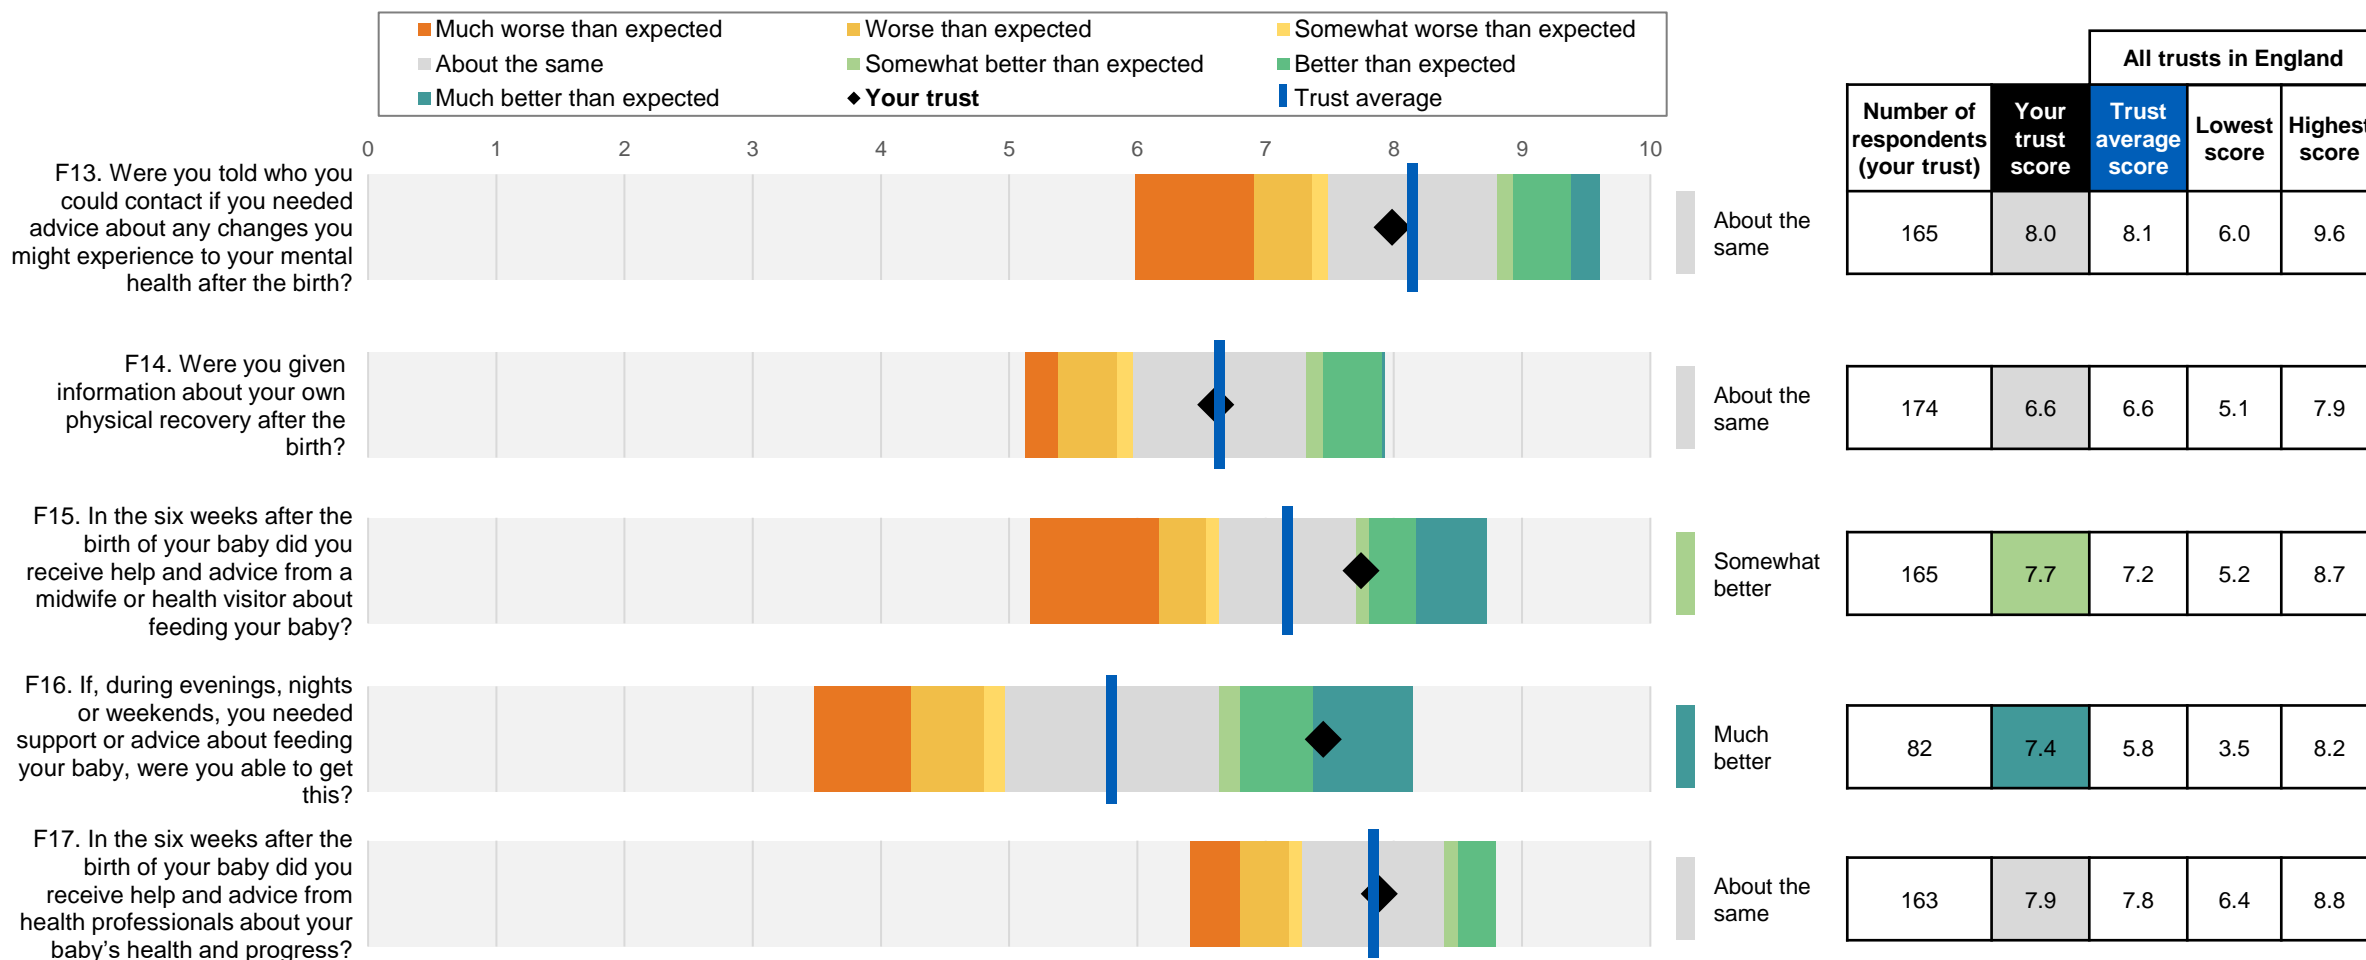 Much worse than expected
Worse than expected
Somewhat worse than expected
About the same
Somewhat better than expected
Better than expected
Much better than expected
Your trust
Trust average
All trusts in England
Number of respondents (your trust)
Your trust score
Trust average score
Lowest score
Highest score
0 1 2 3 4 5 6 7 8 9 10
F13. Were you told who you
could contact if you needed
advice about any changes you
might experience to your mental
health after the birth?
About the
same
165 8.0 8.1 6.0 9.6
F14. Were you given
information about your own
physical recovery after the
birth?
About the
same
174 6.6 6.6 5.1 7.9
F15. In the six weeks after the
birth of your baby did you
receive help and advice from a
midwife or health visitor about
feeding your baby?
Somewhat
better
165 7.7 7.2 5.2 8.7
F16. If, during evenings, nights
or weekends, you needed
support or advice about feeding
your baby, were you able to get
this?
Much
better
82 7.4 5.8 3.5 8.2
F17. In the six weeks after the
birth of your baby did you
receive help and advice from
health professionals about your
baby's health and progress?
About the
same
163 7.9 7.8 6.4 8.8